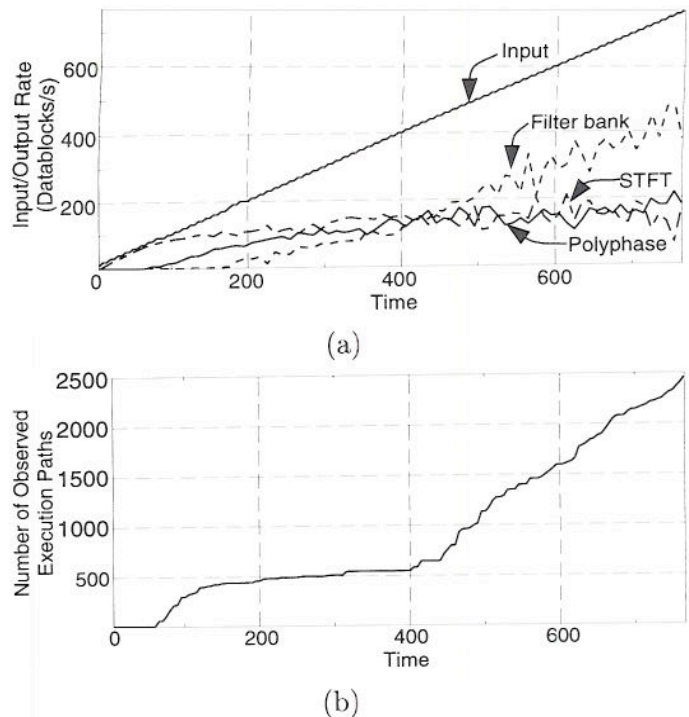 600
400
200
0
Input/Output Rate
(Datablocks/s)
Input
Filter bank
STFT
Polyphase
0 200 400 600
Time
(a)
2500
2000
1500
1000
500
Number of Observed
Execution Paths
0 200 400 600
Time
(b)